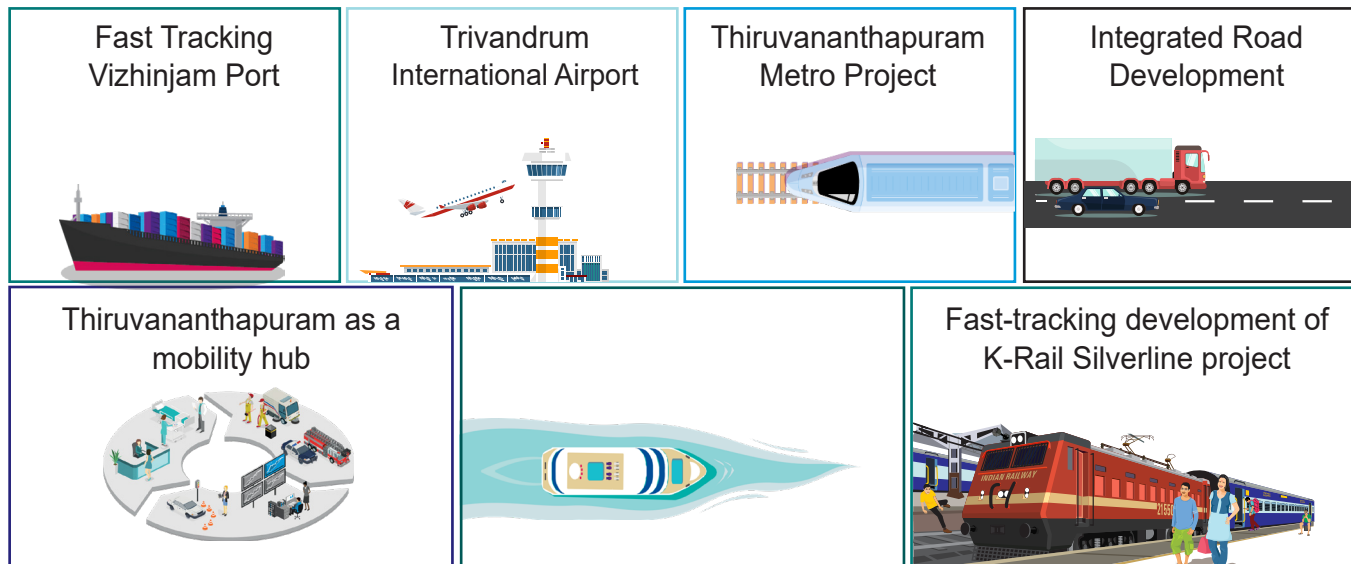 Fast Tracking
Vizhinjam Port
Trivandrum
International Airport
Thiruvananthapuram
Metro Project
Integrated Road
Development
Thiruvananthapuram as a
mobility hub
Fast-tracking development of
K-Rail Silverline project
INDIAN RAILWAY